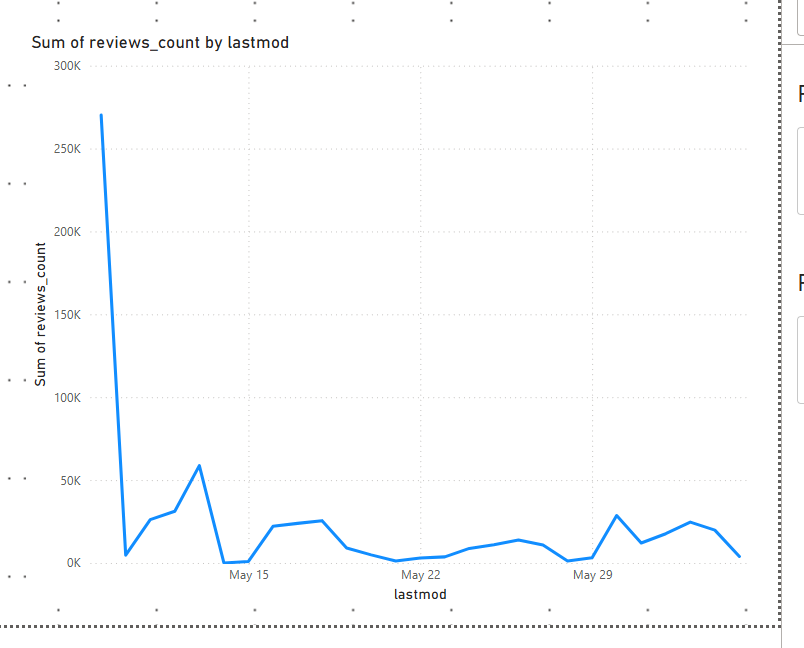 Sum of reviews_count by lastmod
300K
250K
200K
150K
100K
50K
0K
Sum of reviews_count
May 15
May 22
May 29
lastmod